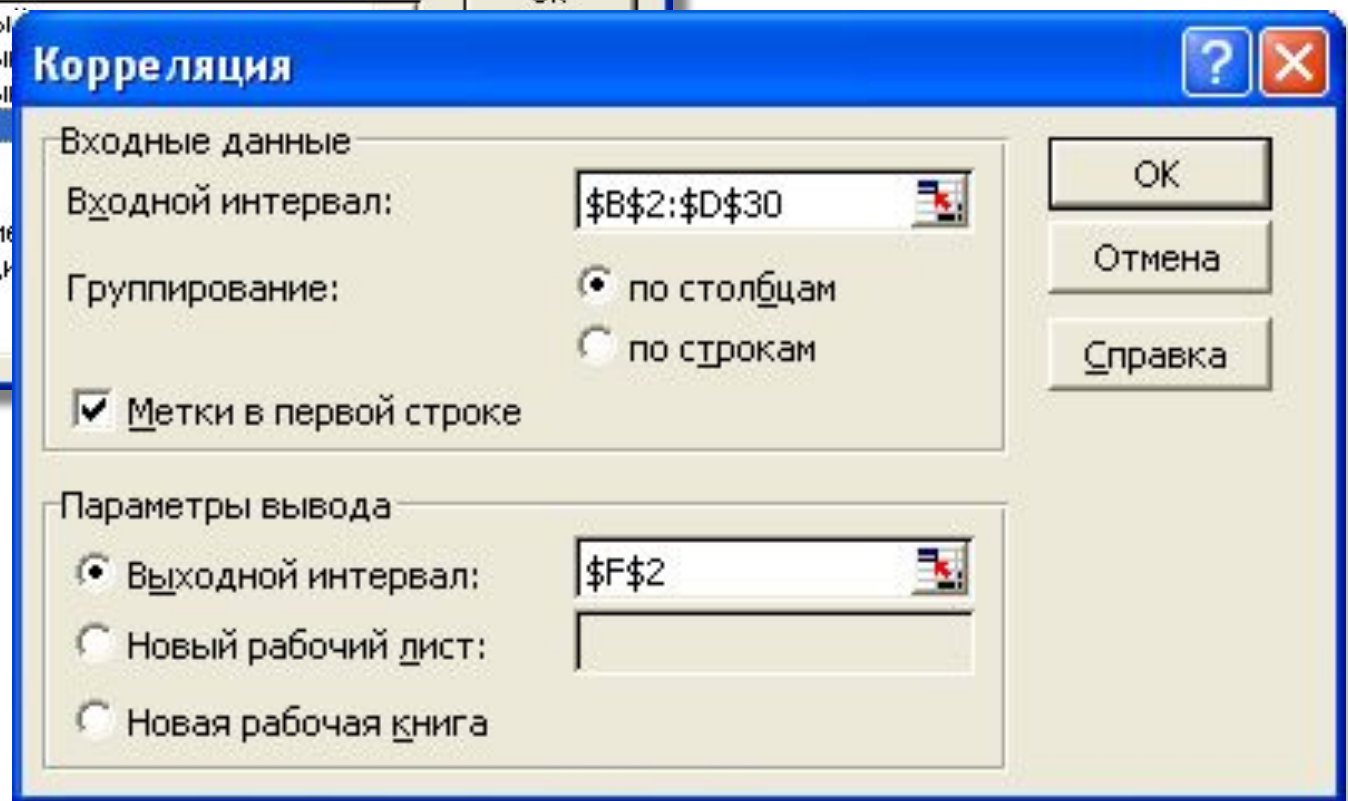 Корреляция
Входные данные
Входной интервал: $B$2:$D$30
ОК
Группирование: по столбцам
Отмена
по строкам
Справка
Метки в первой строке
Параметры вывода
Выходной интервал: $F$2
Новый рабочий лист:
Новая рабочая книга